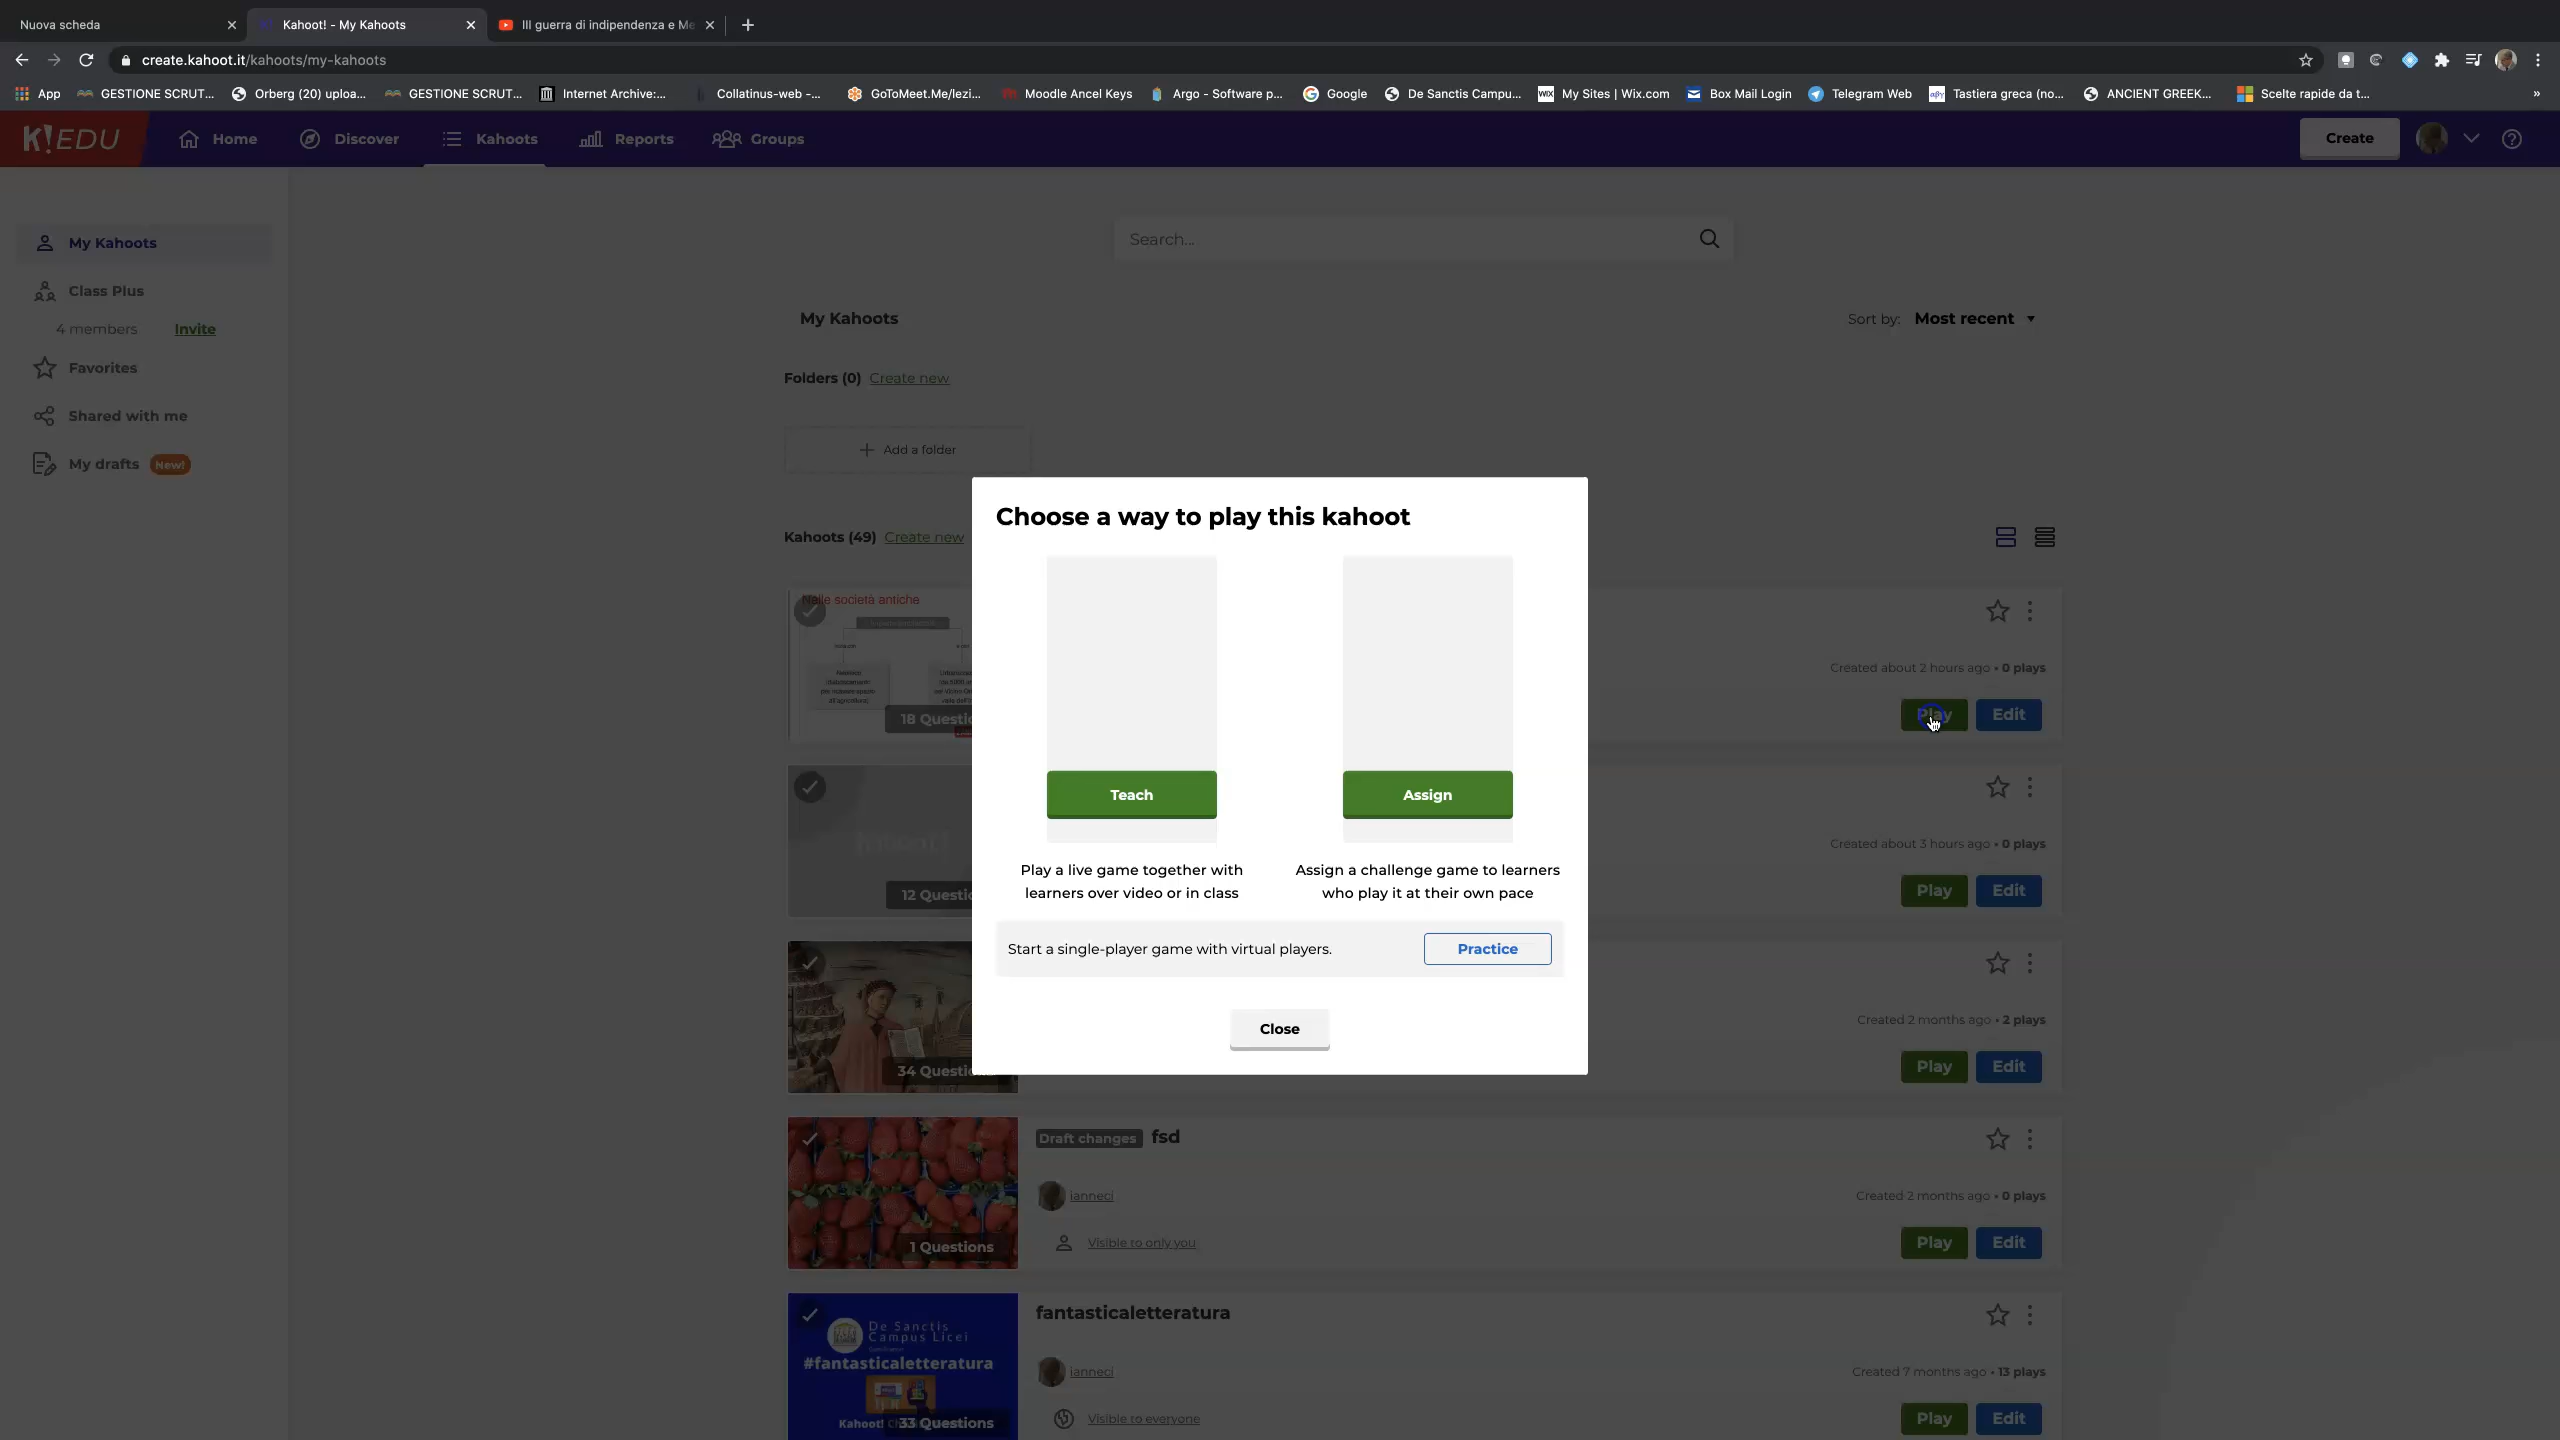 Nuova scheda
Kahoot! - My Kahoots
III guerra di indipendenza e Me
create.kahoot.it/kahoots/my-kahoots
App
GESTIONE SCRUT...
Orberg (20) uploa...
GESTIONE SCRUT...
Internet Archive:...
Collatinus-web -...
GoToMeet.Me/lezi...
Moodle Ancel Keys
Argo - Software p...
Google
De Sanctis Campu...
My Sites | Wix.com
Box Mail Login
Telegram Web
Tastiera greca (no...
ANCIENT GREEK...
Scelte rapide da t...
»
K!EDU
Home
Discover
Kahoots
Reports
Groups
Create
My Kahoots
Class Plus
4 members
Invite
Favorites
Shared with me
My drafts
New!
Search...
My Kahoots
Sort by: Most recent
Folders (0) Create new
Add a folder
Kahoots (49) Create new
Choose a way to play this kahoot
Teach
Play a live game together with
learners over video or in class
Assign
Assign a challenge game to learners
who play it at their own pace
Start a single-player game with virtual players.
Practice
Close
Nelle società antiche
18 Questio
Created about 2 hours ago • 0 plays
Play
Edit
12 Questio
Created about 3 hours ago • 0 plays
Play
Edit
34 Questions
Created 2 months ago • 2 plays
Play
Edit
1 Questions
Draft changes fsd
ianneci
Visible to only you
Created 2 months ago • 0 plays
Play
Edit
De Sanctis
Campus Licei
#fantasticaletteratura
33 Questions
fantasticaletteratura
ianneci
Visible to everyone
Created 7 months ago • 13 plays
Play
Edit